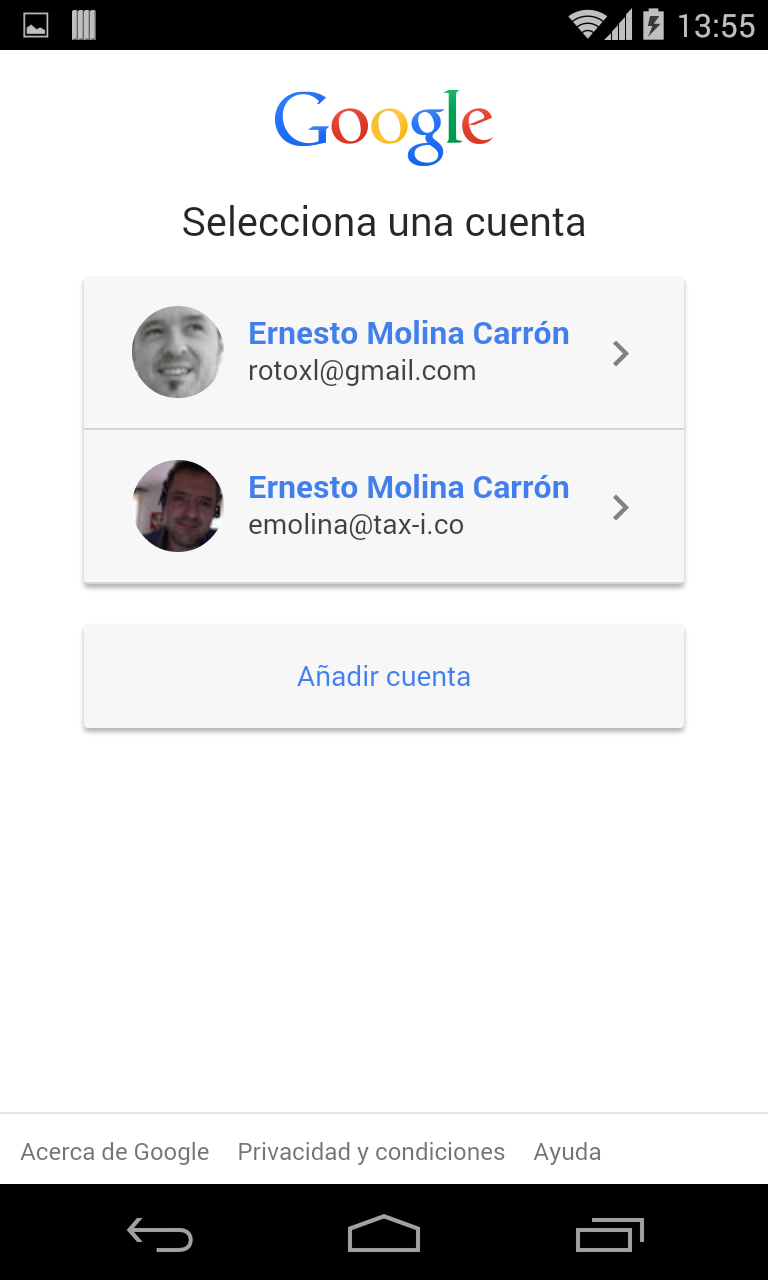 13:55
Google
Selecciona una cuenta
Ernesto Molina Carrón
rotoxl@gmail.com
Ernesto Molina Carrón
emolina@tax-i.co
Añadir cuenta
Acerca de Google Privacidad y condiciones Ayuda